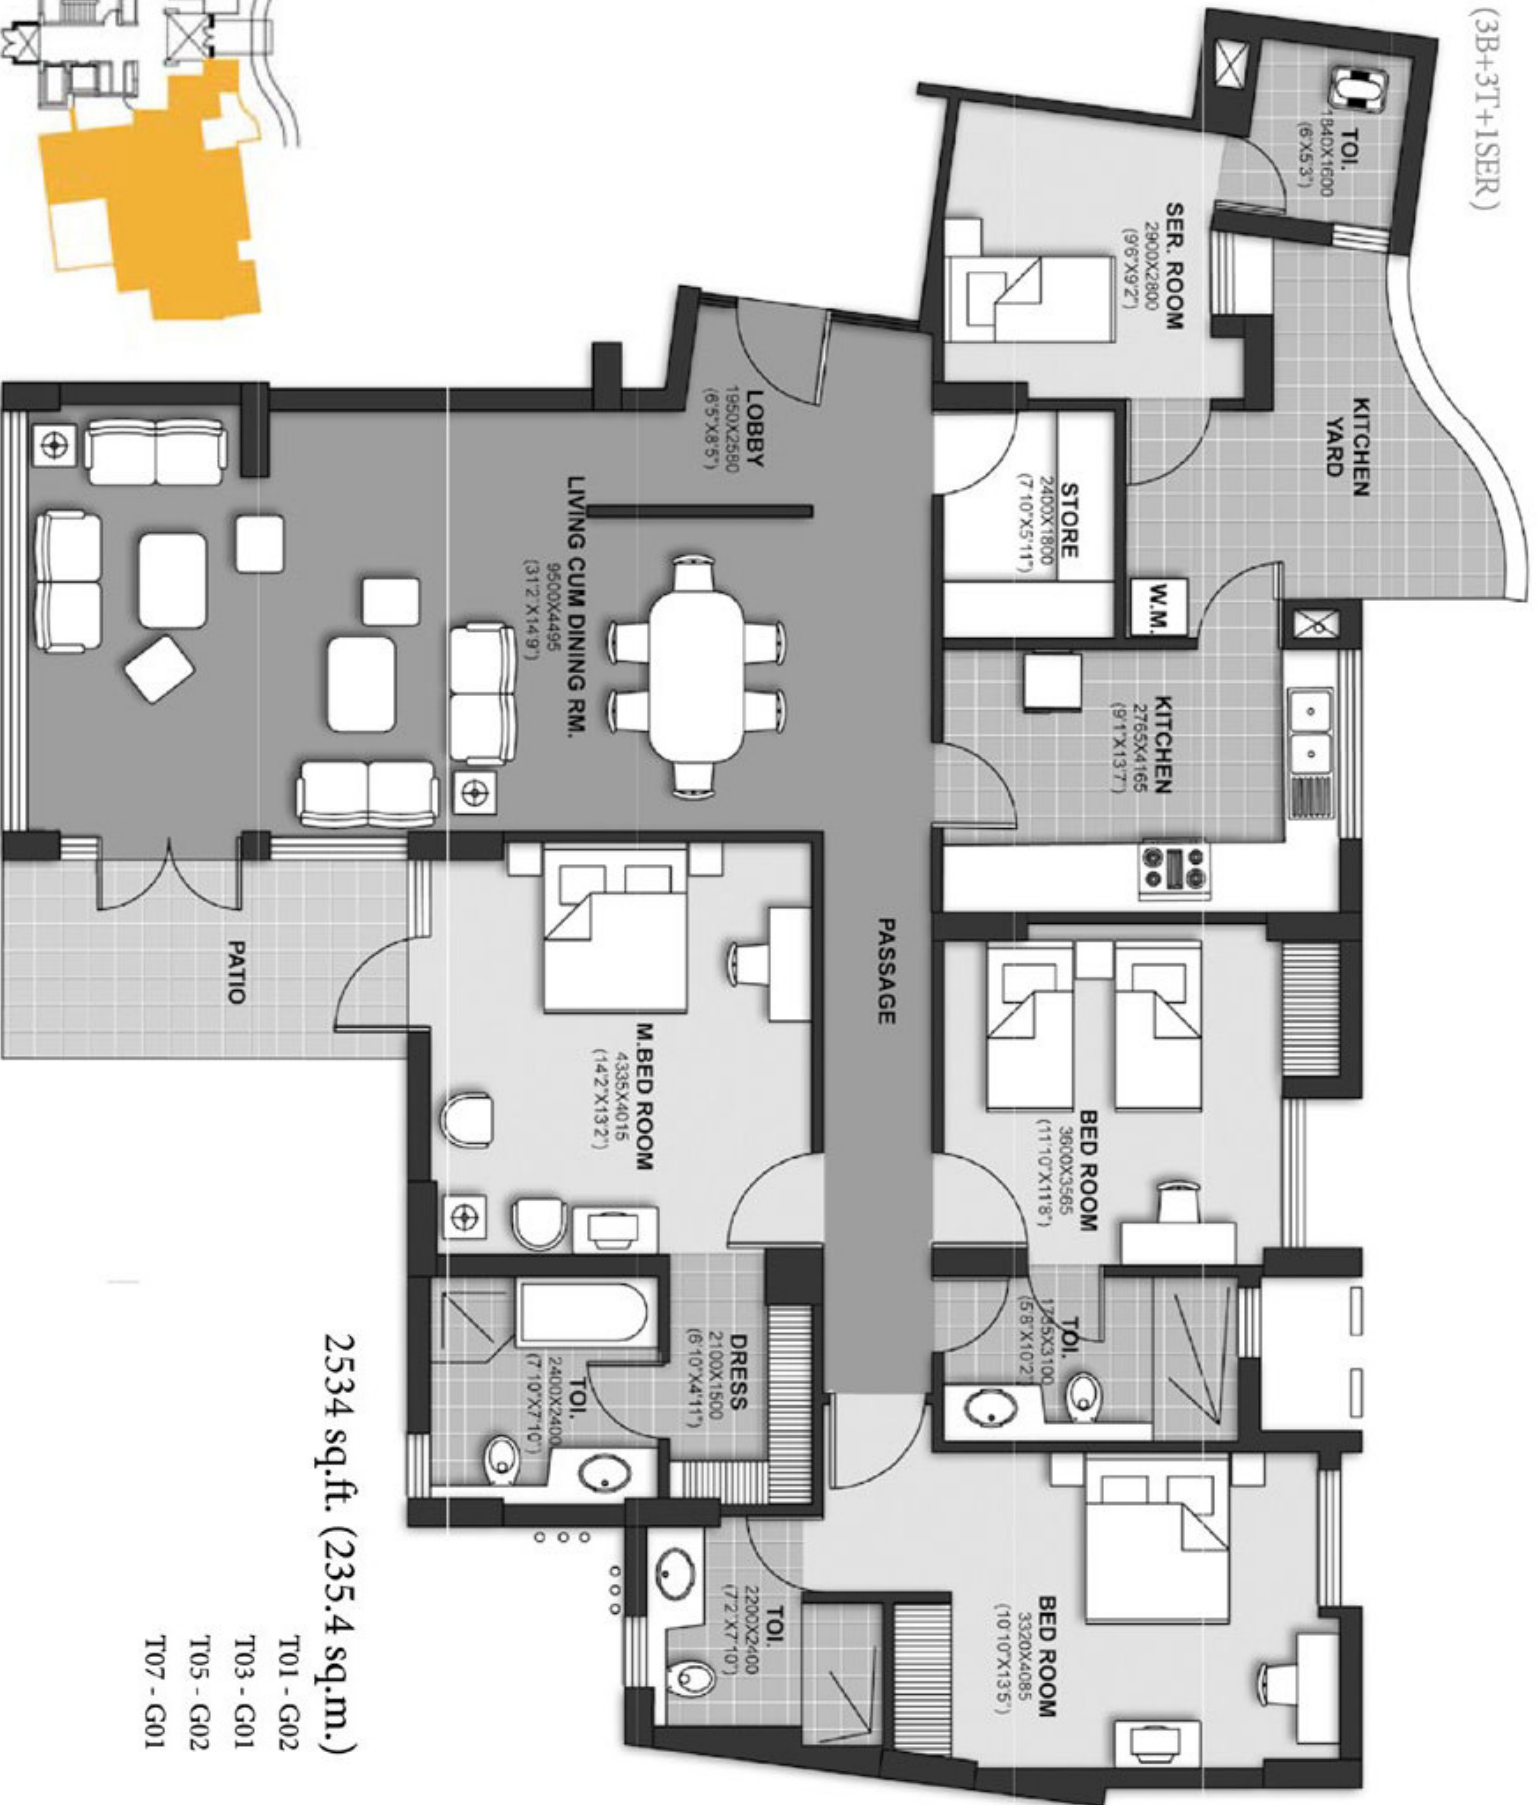 (3B+3T+1SER)
TOI.
1840X1600
(6'X5'3")
SER. ROOM
2900X2800
(9'6"X9'2")
KITCHEN
YARD
LOBBY
1950X2580
(6'5"X8'5")
STORE
2400X1800
(7'10"X5'11")
W.M.
LIVING CUM DINING RM.
9500X4495
(31'2"X14'9")
KITCHEN
2765X4165
(9'1"X13'7")
PASSAGE
PATIO
M.BED ROOM
4335X4015
(14'2"X13'2")
BED ROOM
3600X3565
(11'10"X11'8")
TOI.
1735X3100
(5'8"X10'2")
DRESS
2100X1500
(6'10"X4'11")
TOI.
2400X2400
(7'10"X7'10")
TOI.
2200X2400
(7'2"X7'10")
BED ROOM
3320X4085
(10'10"X13'5")
2534 sq.ft. (235.4 sq.m.)
T01 - G02
T03 - G01
T05 - G02
T07 - G01